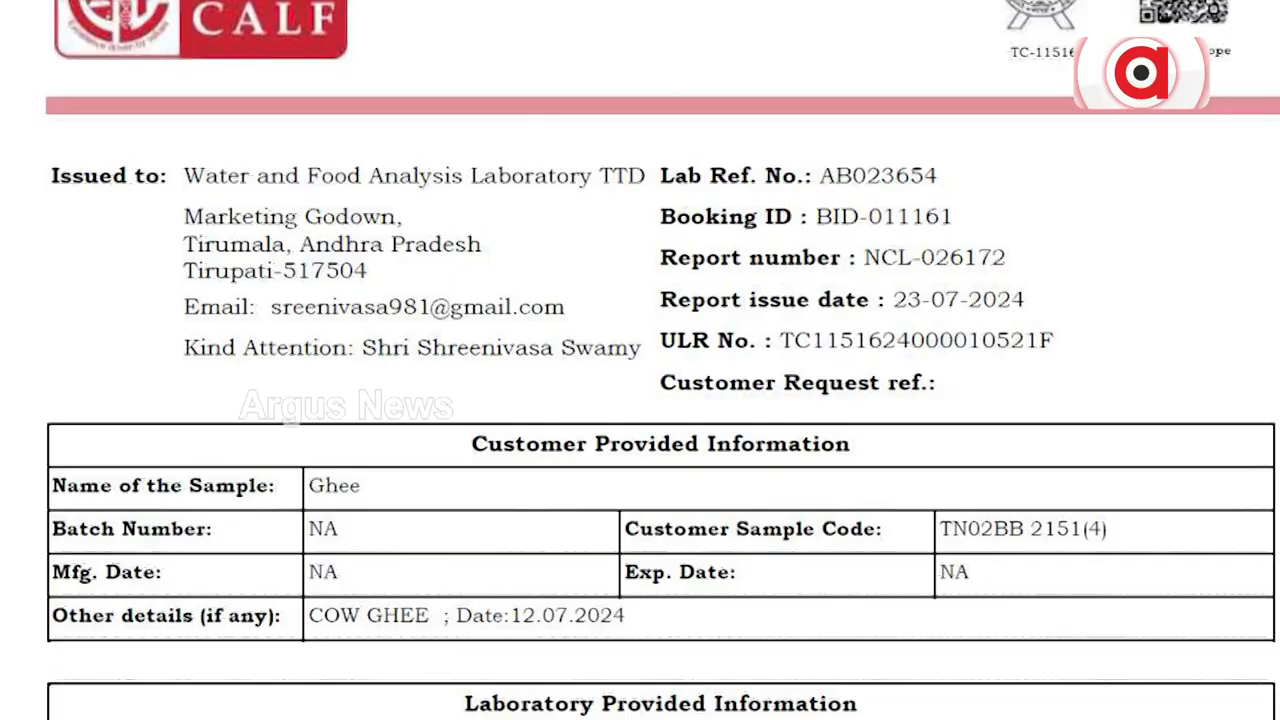 CALF
TC-11516
ope
Issued to: Water and Food Analysis Laboratory TTD
Marketing Godown,
Tirumala, Andhra Pradesh
Tirupati-517504
Email: sreenivasa981@gmail.com
Kind Attention: Shri Shreenivasa Swamy
Lab Ref. No.: AB023654
Booking ID : BID-011161
Report number : NCL-026172
Report issue date : 23-07-2024
ULR No. : TC1151624000010521F
Customer Request ref.:
Argus News
Customer Provided Information
Name of the Sample: Ghee
Batch Number: NA Customer Sample Code: TN02BB 2151(4)
Mfg. Date: NA Exp. Date: NA
Other details (if any): COW GHEE ; Date:12.07.2024
Laboratory Provided Information